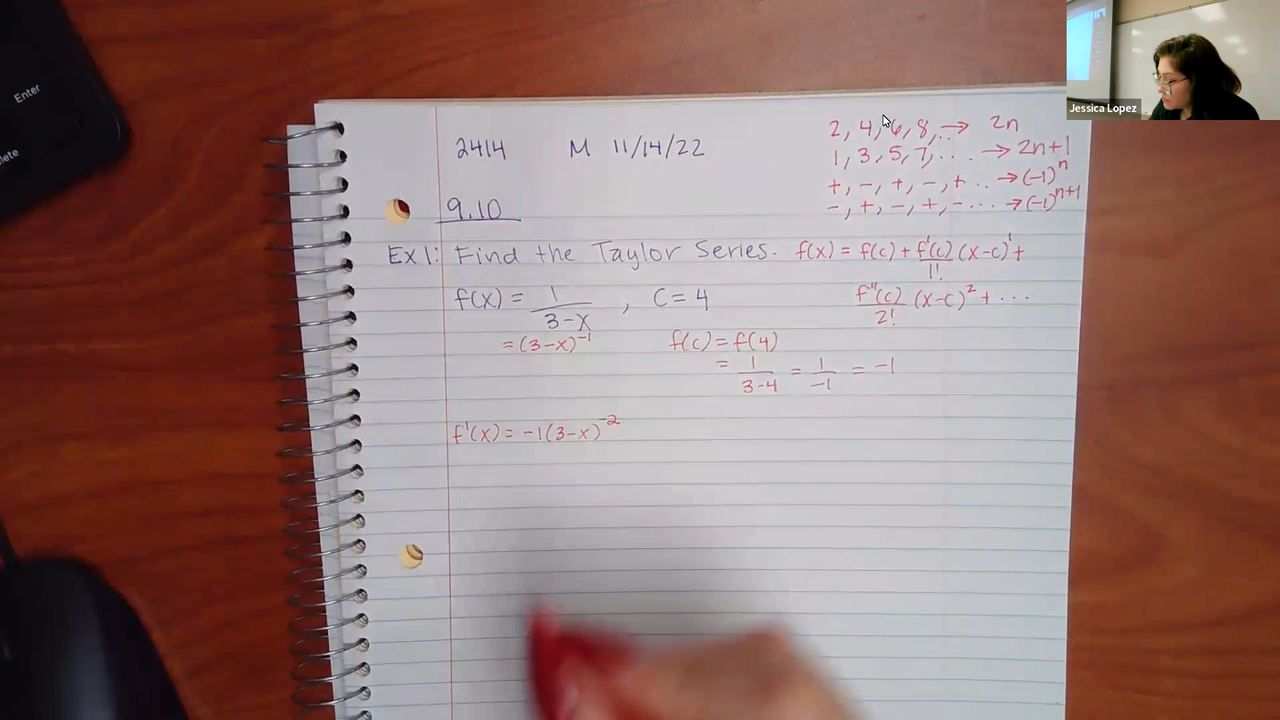 Enter
lete
Jessica Lopez
2414 M 11/14/22
2, 4, 6, 8, ... → 2n
1, 3, 5, 7, ... → 2n+1
+, -, +, -, + .. → (-1)^n
-, +, -, +, - ... → (-1)^{n+1}
9.10
Ex 1: Find the Taylor Series. f(x) = f(c) + f'(c)/1! (x-c)^1 +
f''(c)/2! (x-c)^2 + ...
f(x) = 1/(3-x) , C = 4
= (3-x)^{-1}
f(c) = f(4)
= 1/(3-4) = 1/-1 = -1
f'(x) = -1(3-x)^{-2}